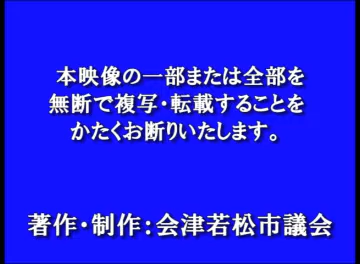 本映像の一部または全部を
無断で複写・転載することを
かたくお断りいたします。
著作・制作：会津若松市議会